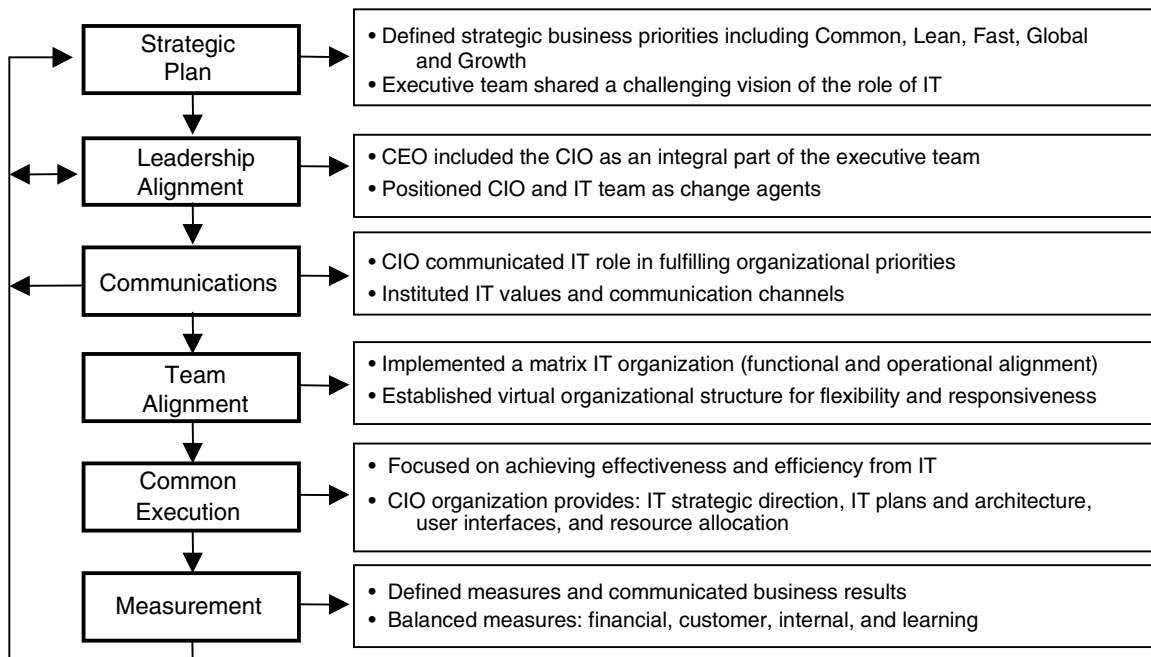 Strategic
Plan
• Defined strategic business priorities including Common, Lean, Fast, Global
and Growth
• Executive team shared a challenging vision of the role of IT
Leadership
Alignment
• CEO included the CIO as an integral part of the executive team
• Positioned CIO and IT team as change agents
Communications
• CIO communicated IT role in fulfilling organizational priorities
• Instituted IT values and communication channels
Team
Alignment
• Implemented a matrix IT organization (functional and operational alignment)
• Established virtual organizational structure for flexibility and responsiveness
Common
Execution
• Focused on achieving effectiveness and efficiency from IT
• CIO organization provides: IT strategic direction, IT plans and architecture,
user interfaces, and resource allocation
Measurement
• Defined measures and communicated business results
• Balanced measures: financial, customer, internal, and learning